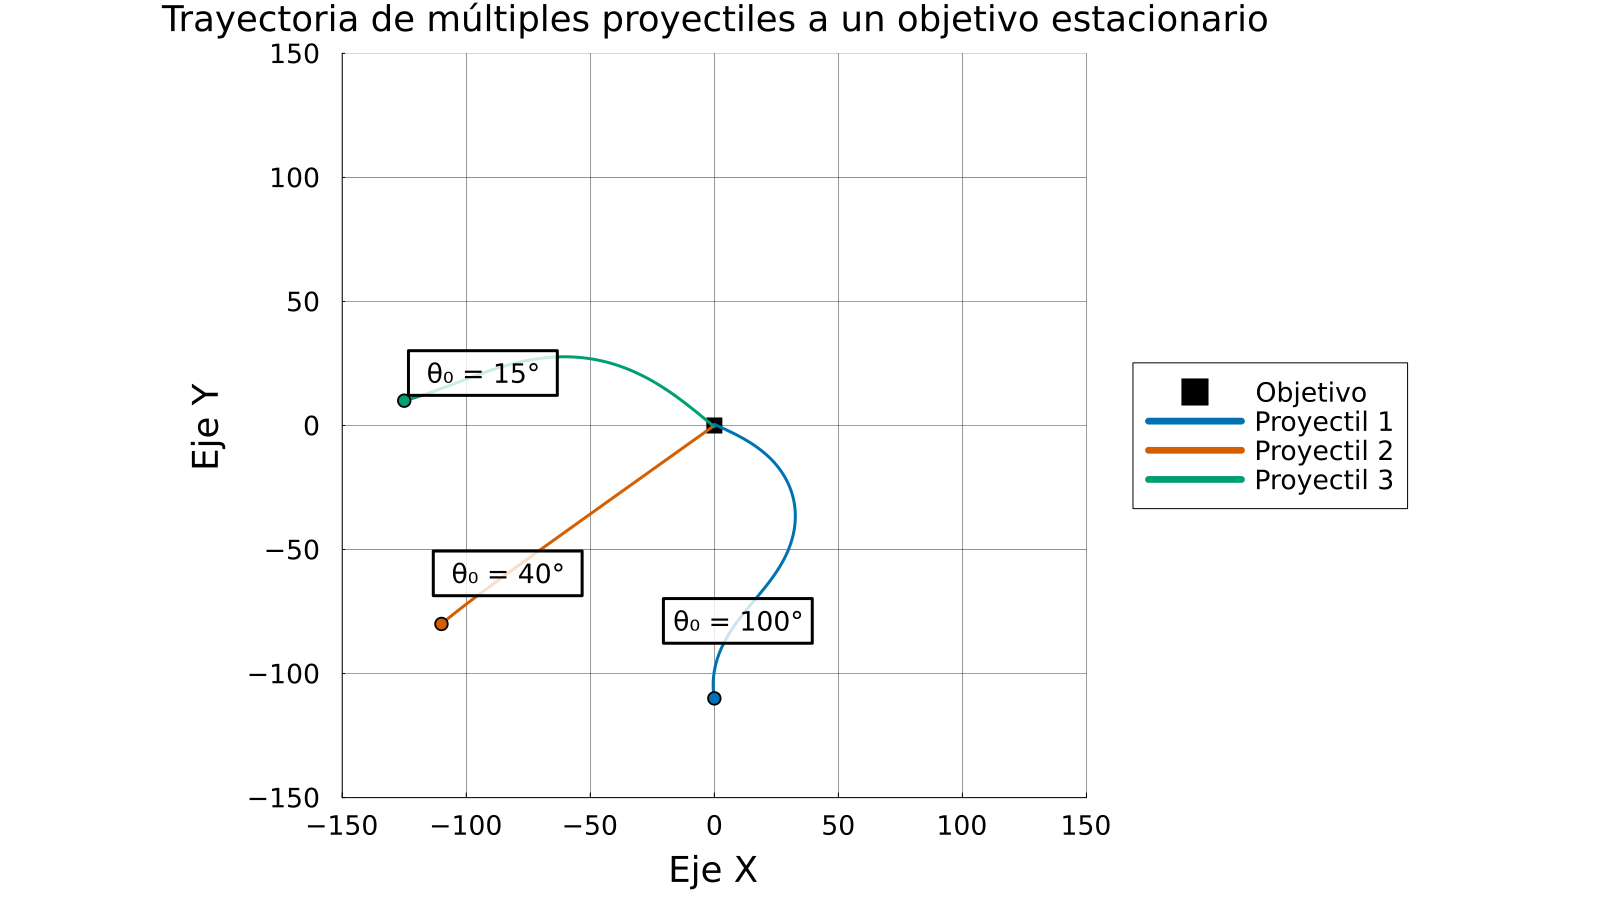 Trayectoria de múltiples proyectiles a un objetivo estacionario
150
100
50
0
−50
−100
−150
Eje Y
θ₀ = 15°
θ₀ = 40°
θ₀ = 100°
−150 −100 −50 0 50 100 150
Eje X
Objetivo
Proyectil 1
Proyectil 2
Proyectil 3